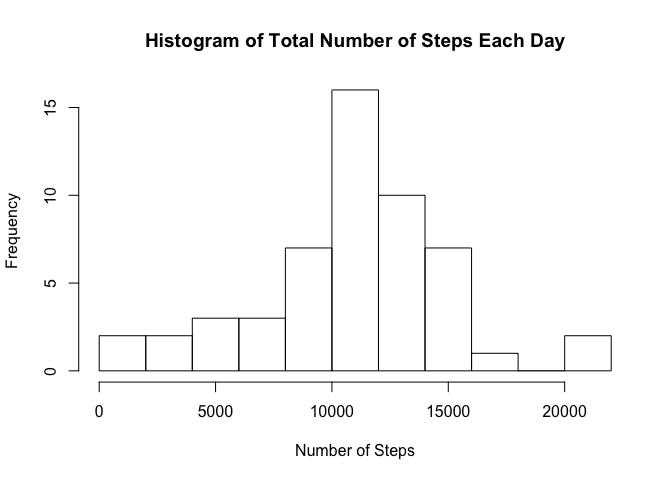 Histogram of Total Number of Steps Each Day
Frequency
15
10
5
0
0 5000 10000 15000 20000
Number of Steps